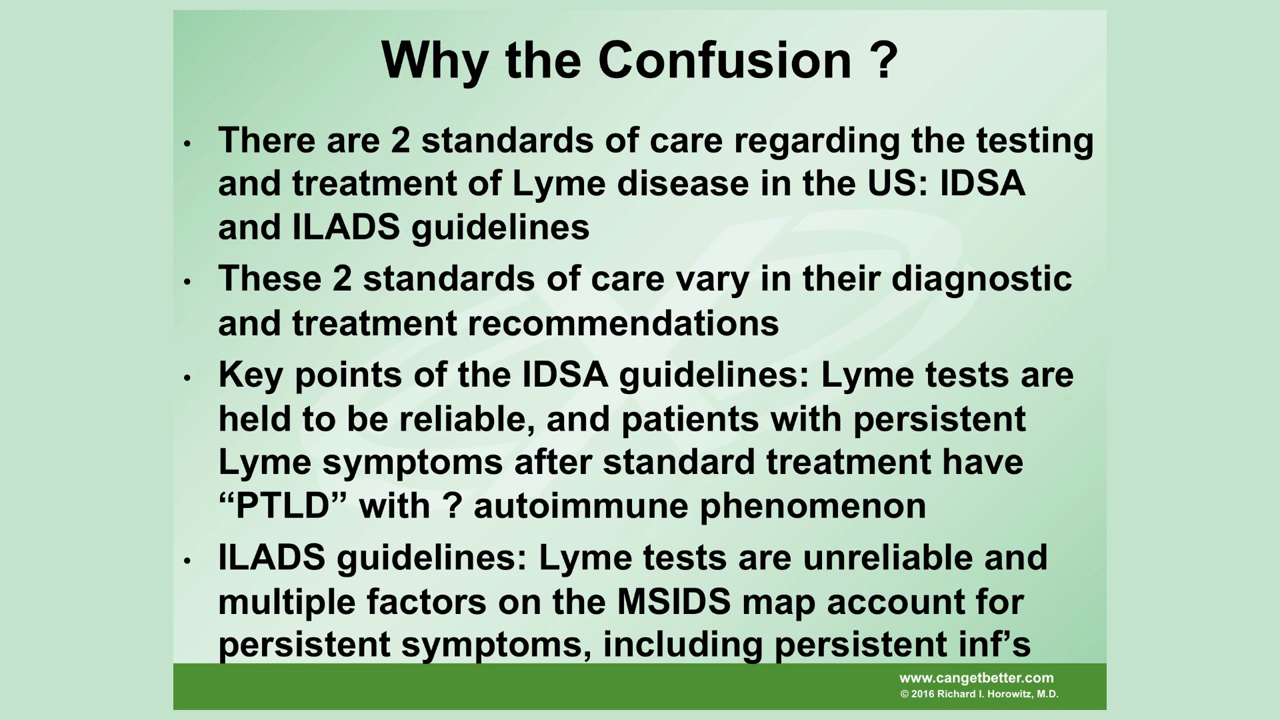 Why the Confusion ?
• There are 2 standards of care regarding the testing
and treatment of Lyme disease in the US: IDSA
and ILADS guidelines
• These 2 standards of care vary in their diagnostic
and treatment recommendations
• Key points of the IDSA guidelines: Lyme tests are
held to be reliable, and patients with persistent
Lyme symptoms after standard treatment have
“PTLD” with ? autoimmune phenomenon
• ILADS guidelines: Lyme tests are unreliable and
multiple factors on the MSIDS map account for
persistent symptoms, including persistent inf’s
www.cangetbetter.com
© 2016 Richard I. Horowitz, M.D.